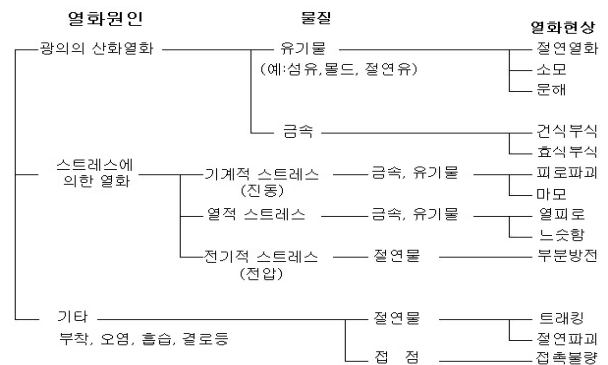 열화원인 물질 열화현상
광의의 산화열화 유기물 절연열화
(예:섬유,몰드, 절연유) 소모
문해
금속 건식부식
효식부식
스트레스에
의한 열화
기계적 스트레스 금속, 유기물 피로파괴
(진동) 마모
열적 스트레스 금속, 유기물 열피로
느슷함
전기적 스트레스 절연물 부분방전
(전압)
기타 절연물 트래킹
부착, 오염, 흡습, 결로등 절연파괴
접 점 접촉불량